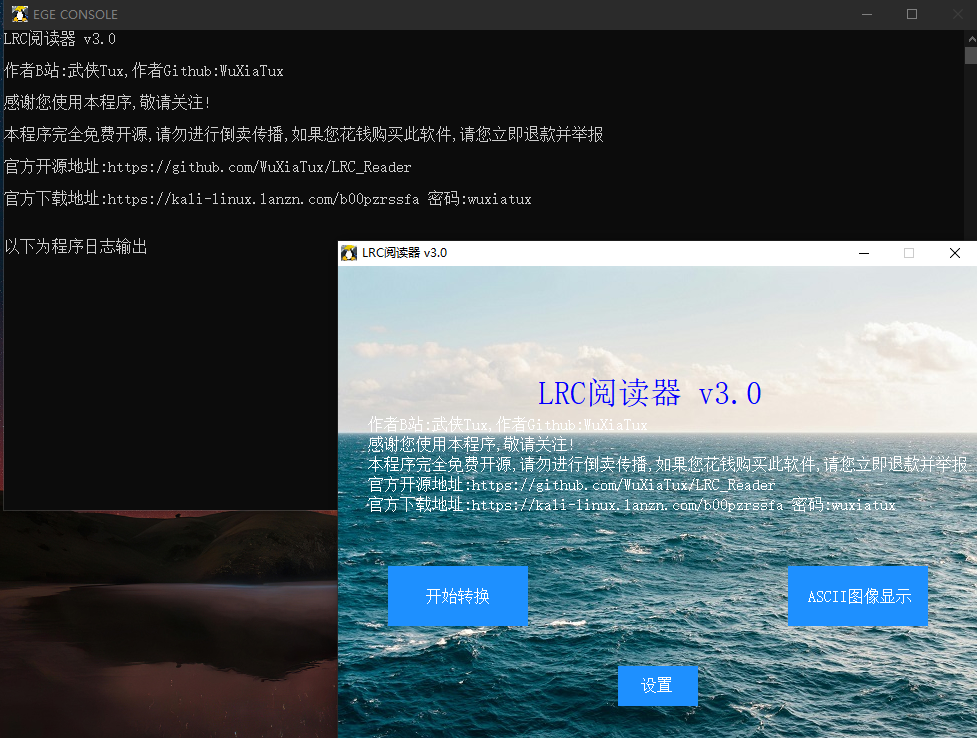 EGE CONSOLE
LRC阅读器 v3.0
作者B站:武侠Tux,作者Github:WuXiaTux
感谢您使用本程序,敬请关注!
本程序完全免费开源,请勿进行倒卖传播,如果您花钱购买此软件,请您立即退款并举报
官方开源地址:https://github.com/WuXiaTux/LRC_Reader
官方下载地址:https://kali-linux.lanzn.com/b00pzrssfa 密码:wuxiatux
以下为程序日志输出
LRC阅读器 v3.0
LRC阅读器 v3.0
作者B站:武侠Tux,作者Github:WuXiaTux
感谢您使用本程序,敬请关注!
本程序完全免费开源,请勿进行倒卖传播,如果您花钱购买此软件,请您立即退款并举报
官方开源地址:https://github.com/WuXiaTux/LRC_Reader
官方下载地址:https://kali-linux.lanzn.com/b00pzrssfa 密码:wuxiatux
开始转换
ASCII图像显示
设置